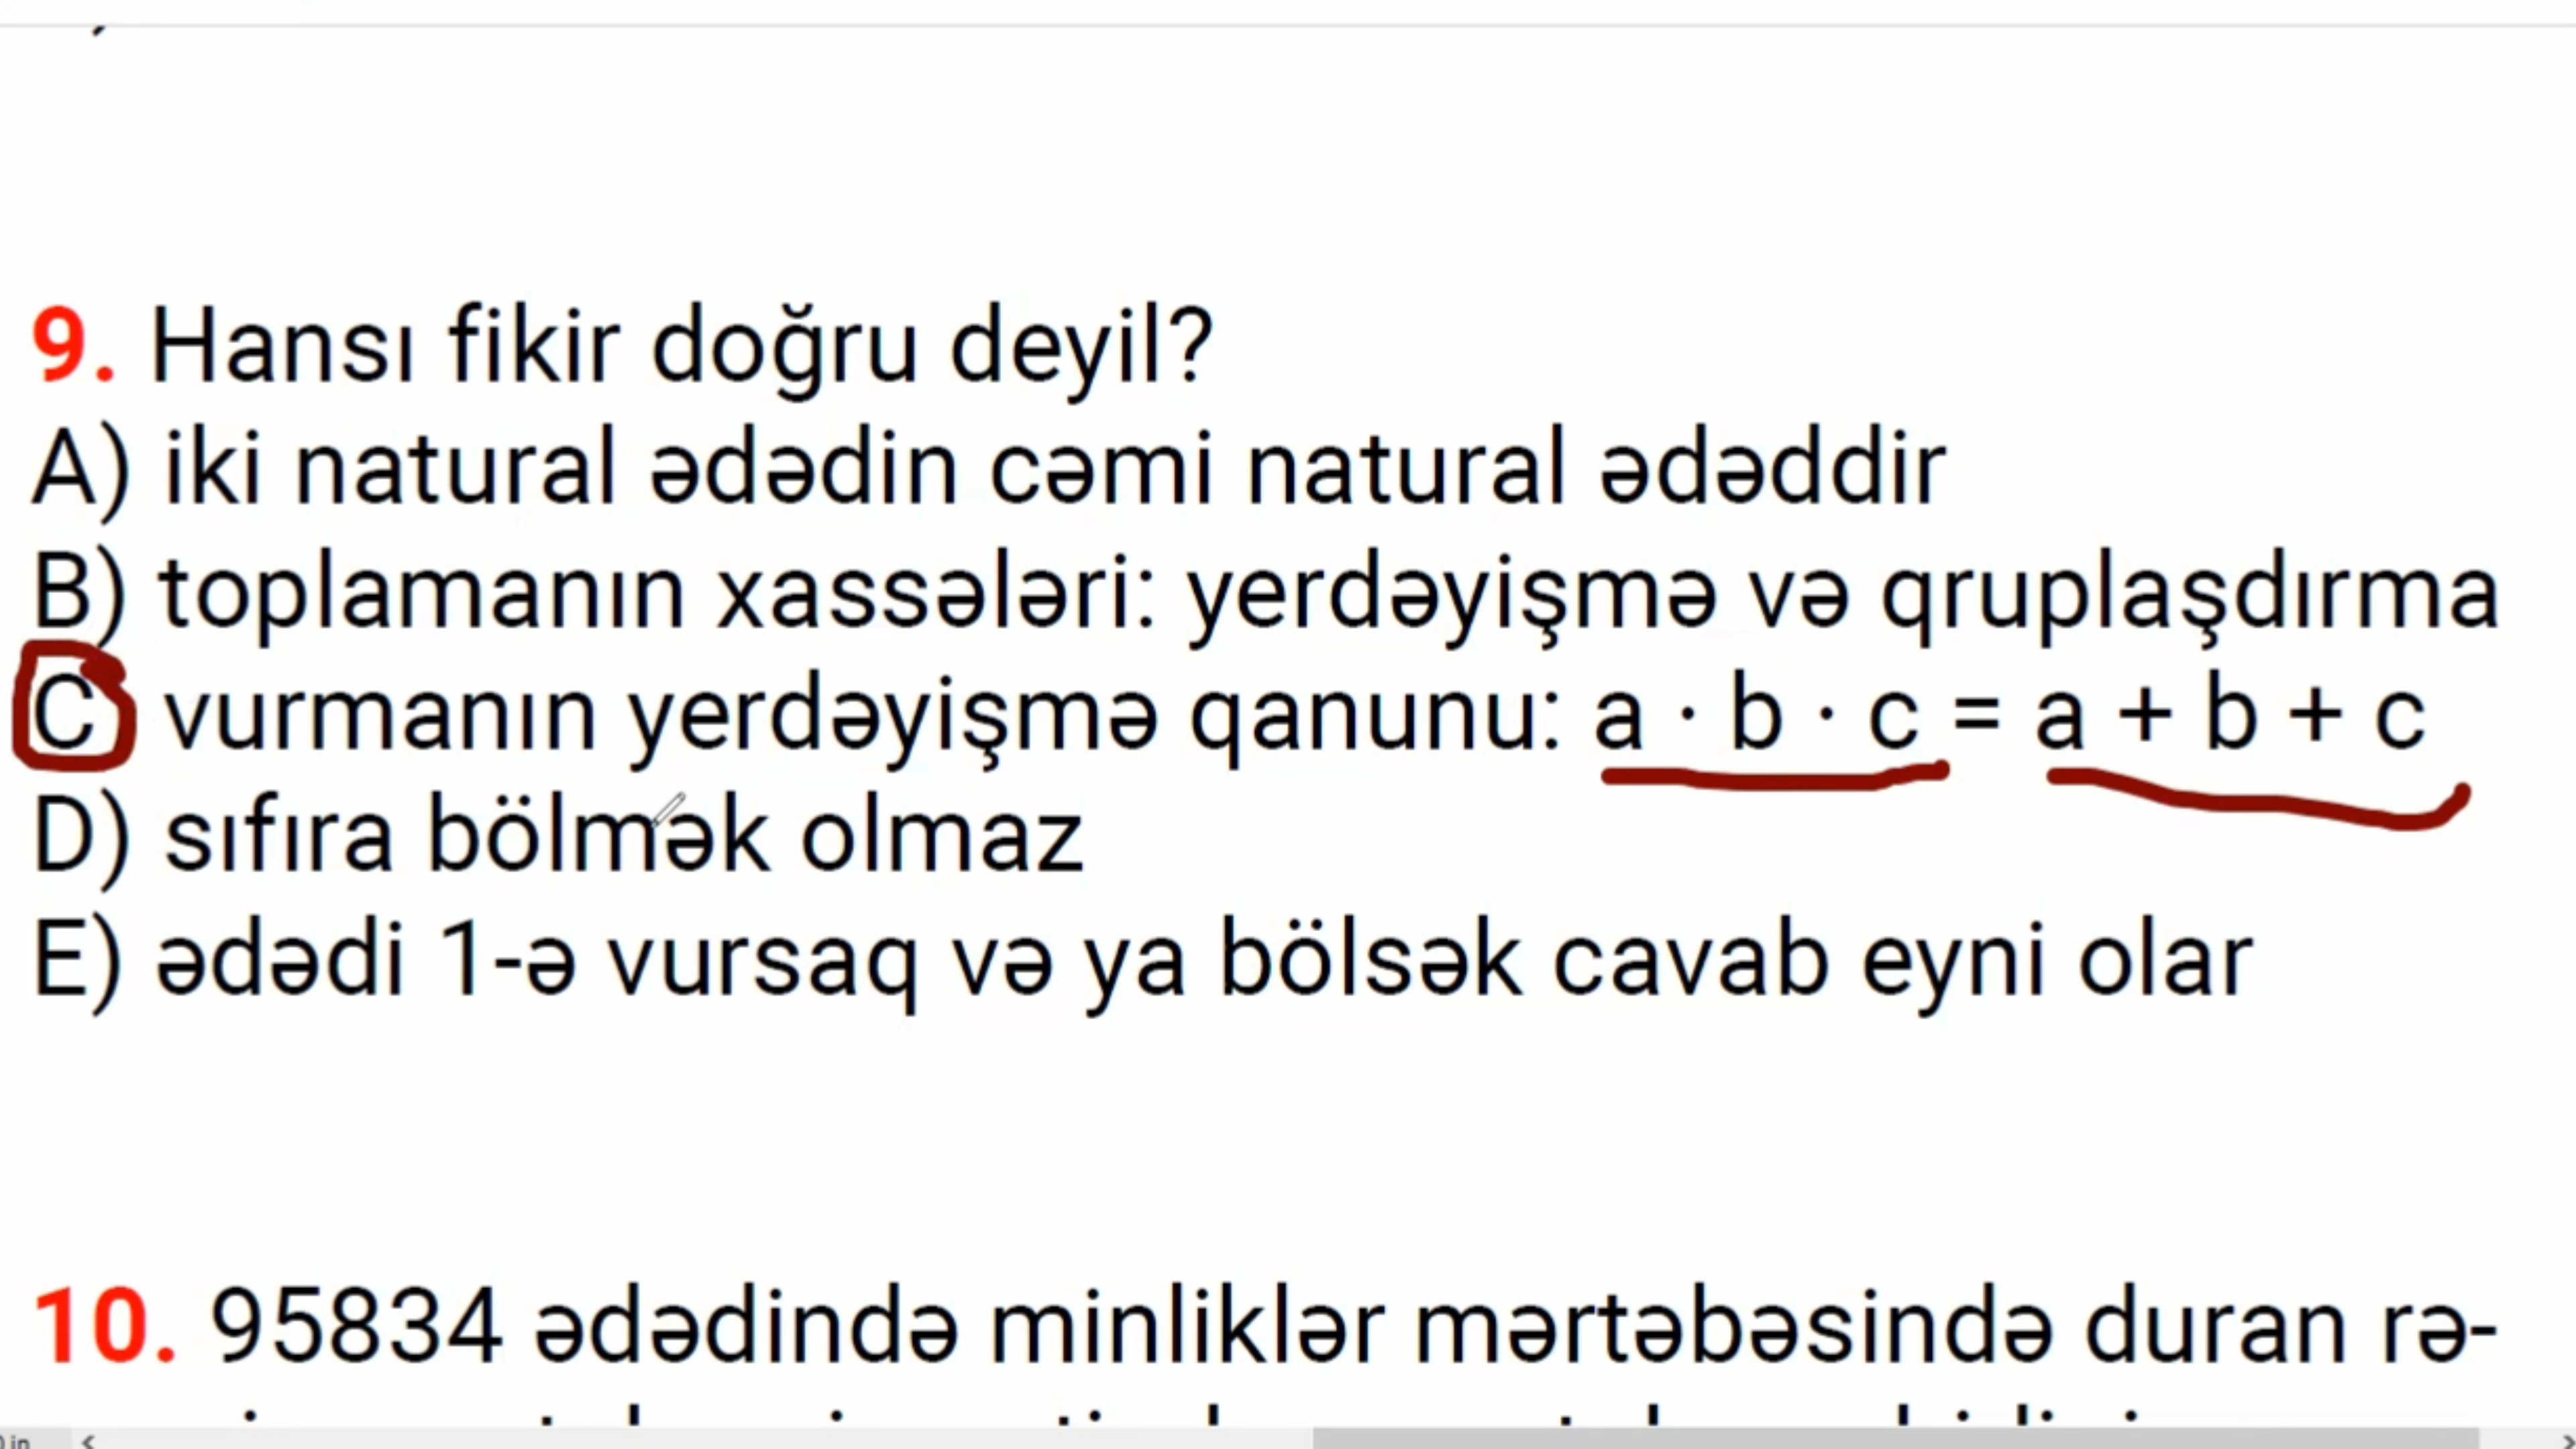 9. Hansı fikir doğru deyil?
A) iki natural ədədin cəmi natural ədəddir
B) toplamanın xassələri: yerdəyişmə və qruplaşdırma
C) vurmanın yerdəyişmə qanunu: a · b · c = a + b + c
D) sıfıra bölmək olmaz
E) ədədi 1-ə vursaq və ya bölsək cavab eyni olar
10. 95834 ədədində minliklər mərtəbəsində duran rə-